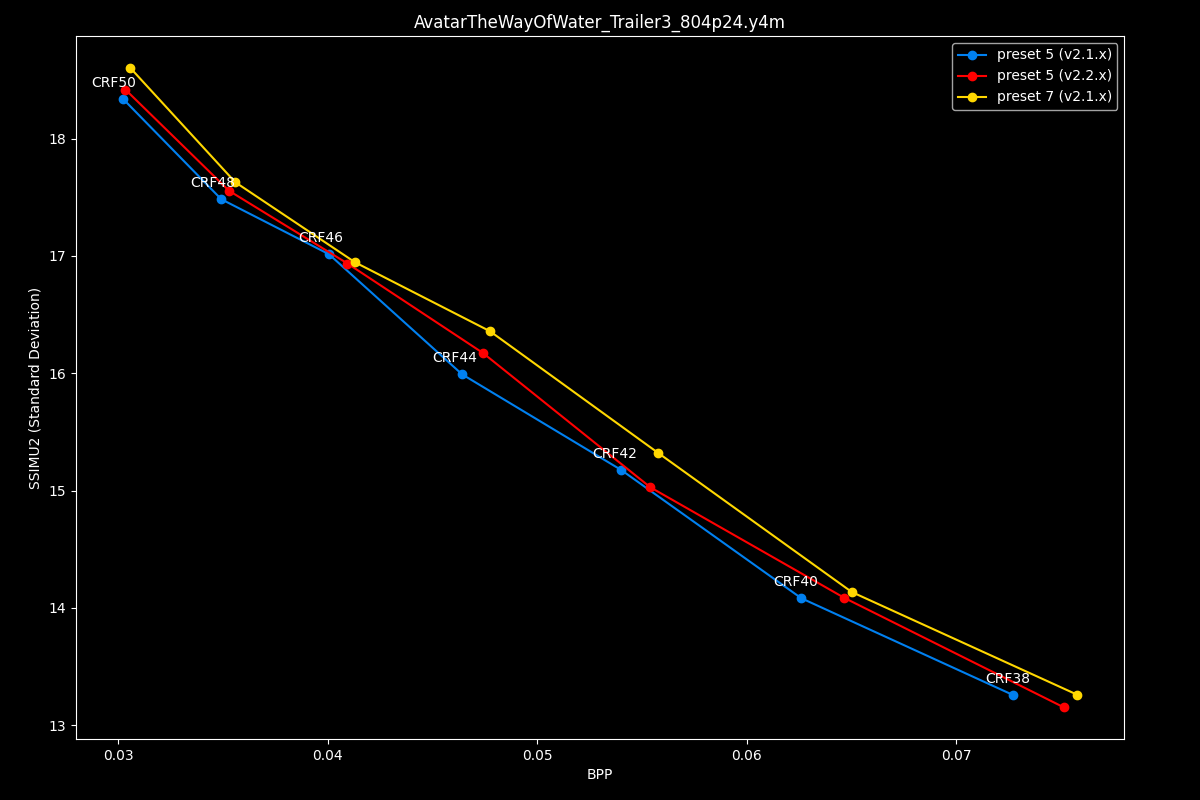 AvatarTheWayOfWater_Trailer3_804p24.y4m
preset 5 (v2.1.x)
preset 5 (v2.2.x)
preset 7 (v2.1.x)
CRF50
CRF48
CRF46
CRF44
CRF42
CRF40
CRF38
18
17
16
15
14
13
SSIMU2 (Standard Deviation)
0.03
0.04
0.05
0.06
0.07
BPP